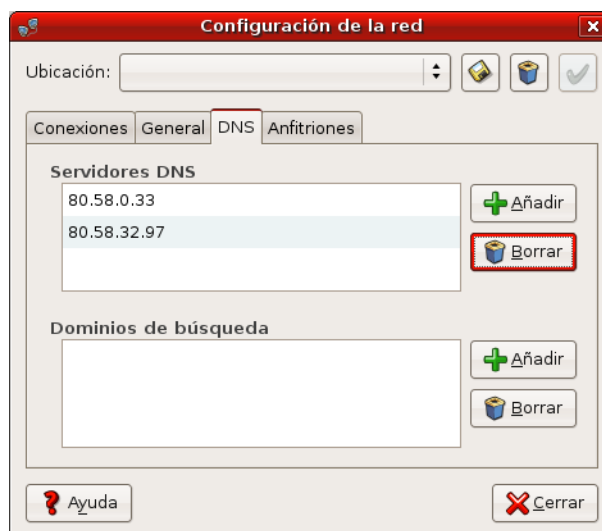 Configuración de la red
Ubicación:
Conexiones General DNS Anfitriones
Servidores DNS
80.58.0.33
80.58.32.97
Añadir
Borrar
Dominios de búsqueda
Añadir
Borrar
Ayuda
Cerrar